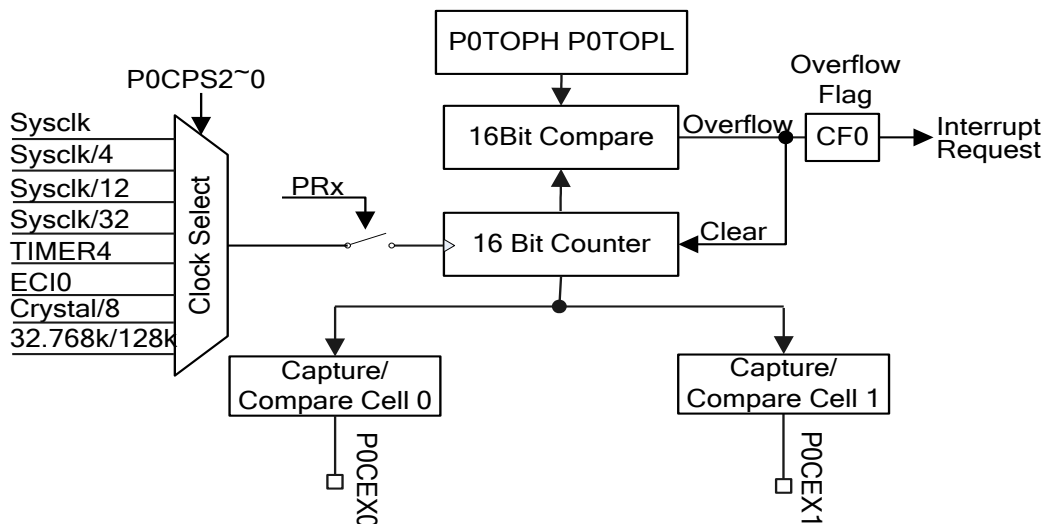 P0TOPH P0TOPL
P0CPS2~0
Overflow
Flag
Sysclk
Sysclk/4
Sysclk/12
Sysclk/32
TIMER4
ECI0
Crystal/8
32.768k/128k
Clock Select
PRx
16Bit Compare
Overflow
CF0
Interrupt
Request
16 Bit Counter
Clear
Capture/
Compare Cell 0
Capture/
Compare Cell 1
P0CEX0
P0CEX1